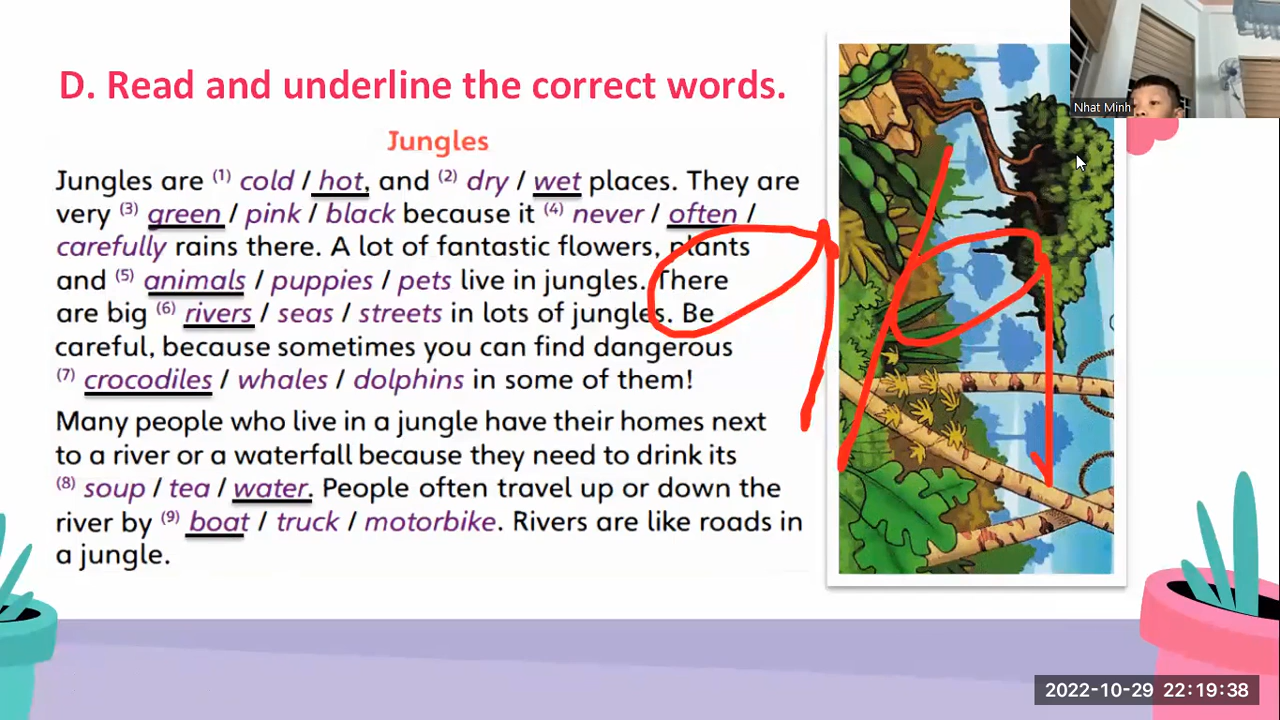 D. Read and underline the correct words.
Jungles
Jungles are (1) cold / hot, and (2) dry / wet places. They are
very (3) green / pink / black because it (4) never / often /
carefully rains there. A lot of fantastic flowers, plants
and (5) animals / puppies / pets live in jungles. There
are big (6) rivers / seas / streets in lots of jungles. Be
careful, because sometimes you can find dangerous
(7) crocodiles / whales / dolphins in some of them!
Many people who live in a jungle have their homes next
to a river or a waterfall because they need to drink its
(8) soup / tea / water. People often travel up or down the
river by (9) boat / truck / motorbike. Rivers are like roads in
a jungle.
Nhat Minh
2022-10-29 22:19:38